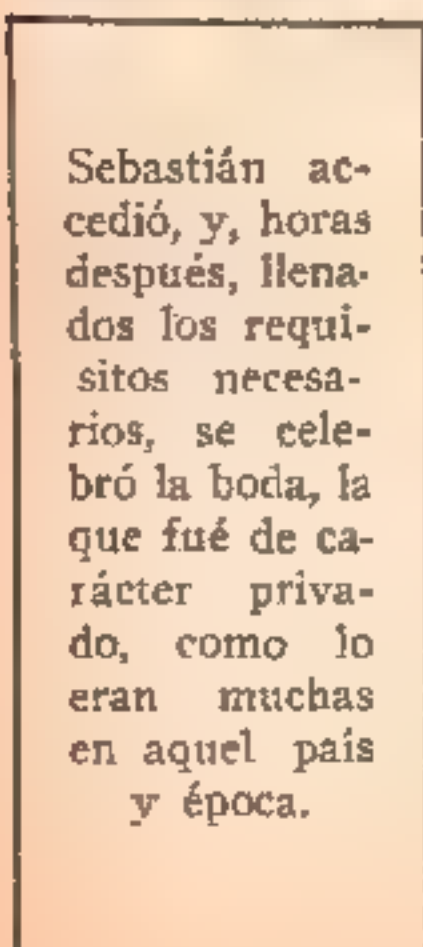 Sebastián ac-
cedió, y, horas
después, llena-
dos los requi-
sitos necesa-
rios, se cele-
bró la boda, la
que fué de ca-
rácter priva-
do, como lo
eran muchas
en aquel país
y época.